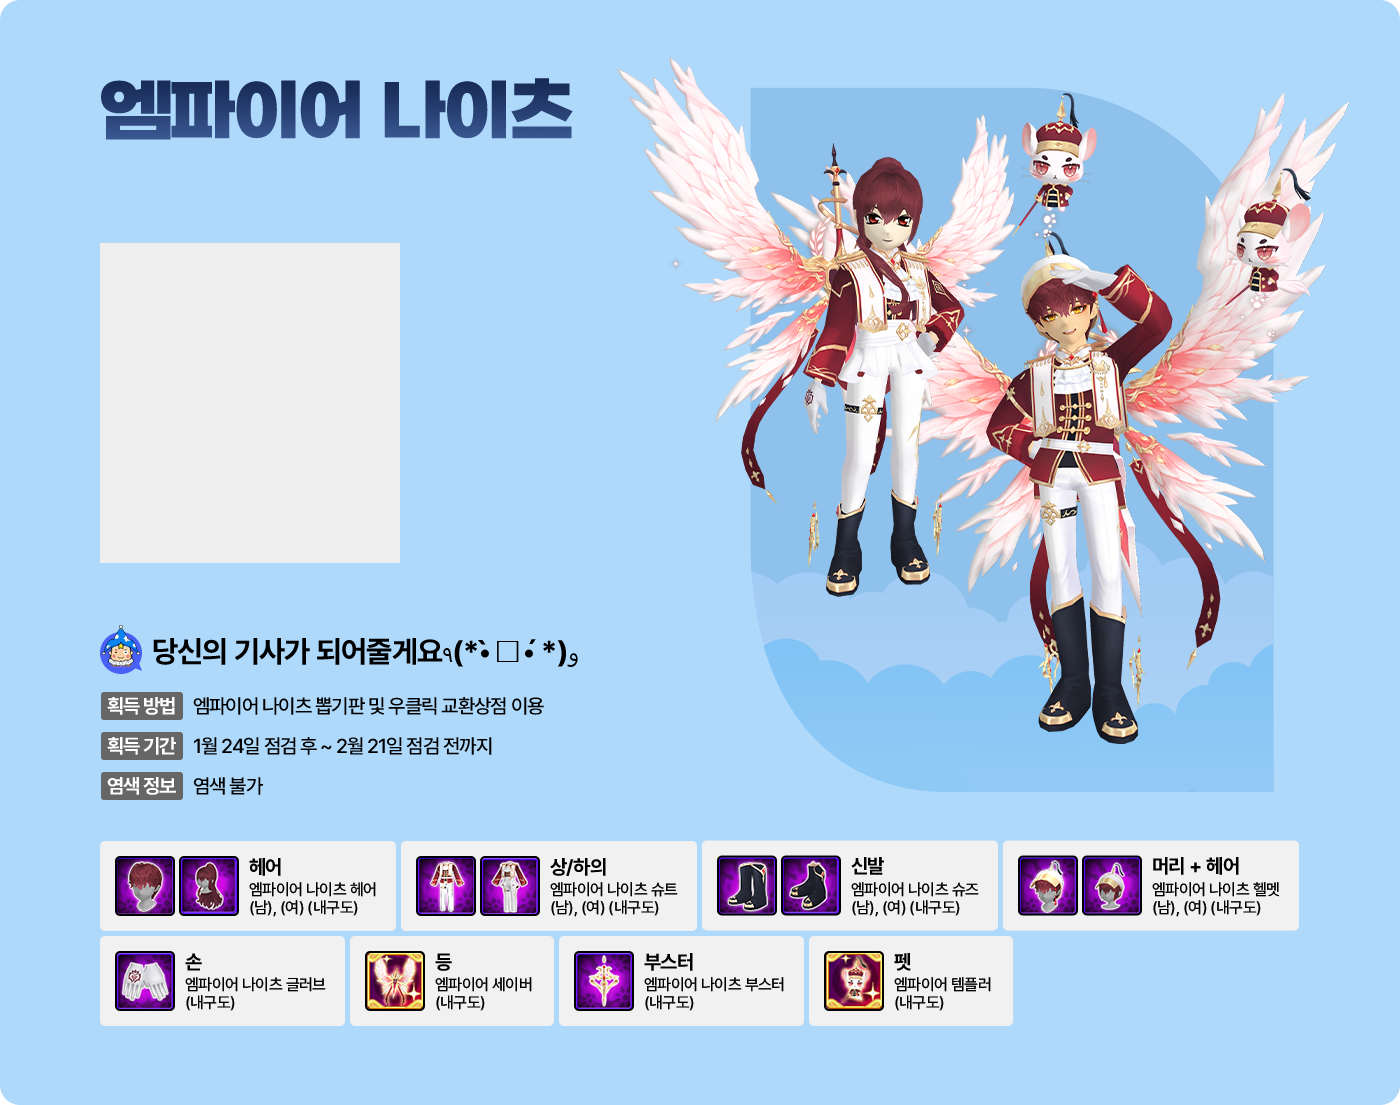 엠파이어 나이츠
당신의 기사가 되어줄게요٩(*•̀ ᗜ •́ *)و
획득 방법 엠파이어 나이츠 뽑기판 및 우클릭 교환상점 이용
획득 기간 1월 24일 점검 후 ~ 2월 21일 점검 전까지
염색 정보 염색 불가
헤어
엠파이어 나이츠 헤어
(남), (여) (내구도)
상/하의
엠파이어 나이츠 슈트
(남), (여) (내구도)
신발
엠파이어 나이츠 슈즈
(남), (여) (내구도)
머리 + 헤어
엠파이어 나이츠 헬멧
(남), (여) (내구도)
손
엠파이어 나이츠 글러브
(내구도)
등
엠파이어 세이버
(내구도)
부스터
엠파이어 나이츠 부스터
(내구도)
펫
엠파이어 템플러
(내구도)